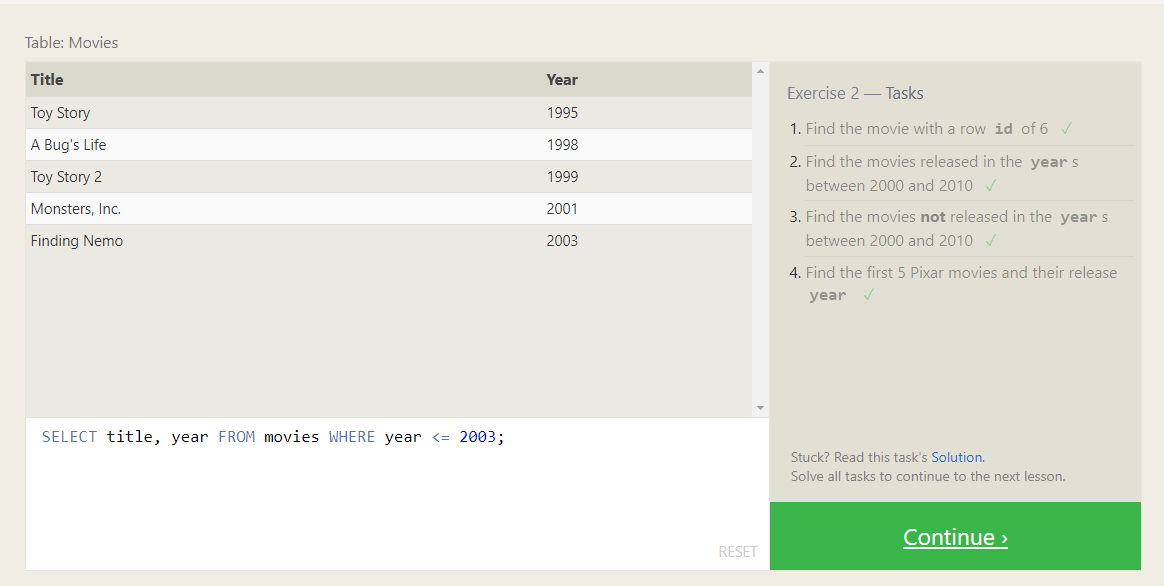 Table: Movies
Title Year
Toy Story 1995
A Bug's Life 1998
Toy Story 2 1999
Monsters, Inc. 2001
Finding Nemo 2003
SELECT title, year FROM movies WHERE year <= 2003;
RESET
Exercise 2 — Tasks
1. Find the movie with a row id of 6 ✓
2. Find the movies released in the year s
between 2000 and 2010 ✓
3. Find the movies not released in the year s
between 2000 and 2010 ✓
4. Find the first 5 Pixar movies and their release
year ✓
Stuck? Read this task's Solution.
Solve all tasks to continue to the next lesson.
Continue ›